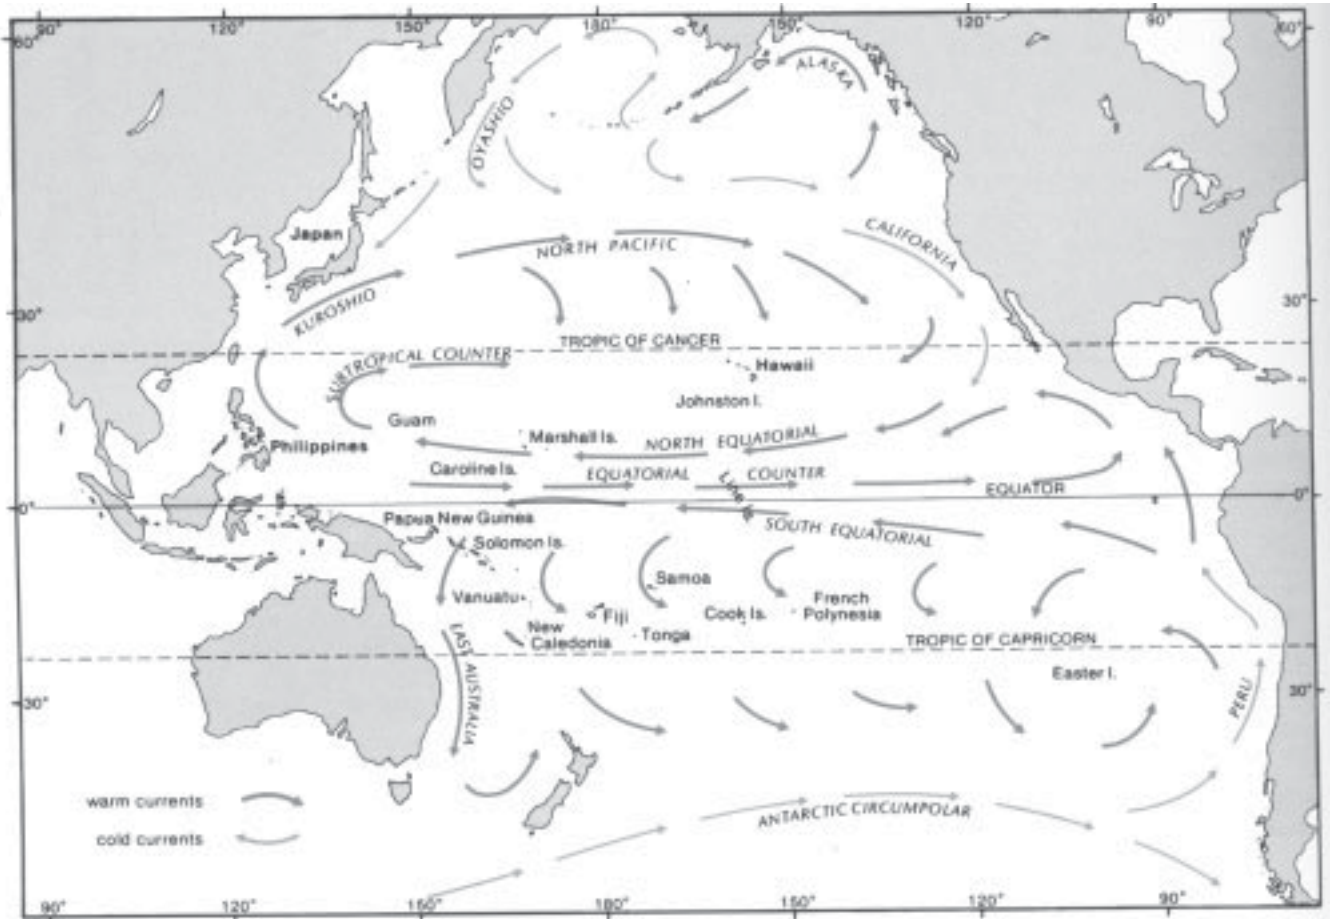 90° 120° 150° 180° 150° 120° 90°
60° 60°
ALASKA
OYASHIO
Japan
NORTH PACIFIC
CALIFORNIA
KUROSHIO
30° 30°
TROPIC OF CANCER
SUBTROPICAL COUNTER
Hawaii
Johnston I.
Guam
Philippines
Marshall Is.
NORTH EQUATORIAL
Caroline Is.
EQUATORIAL COUNTER
Line Is.
EQUATOR
0° 0°
Papua New Guinea
SOUTH EQUATORIAL
Solomon Is.
Samoa
Vanuatu
Fiji
Cook Is.
French
Polynesia
New
Caledonia
Tonga
TROPIC OF CAPRICORN
EAST AUSTRALIA
Easter I.
PERU
30° 30°
warm currents
ANTARCTIC CIRCUMPOLAR
cold currents
90° 120° 150° 180° 150° 120° 90°